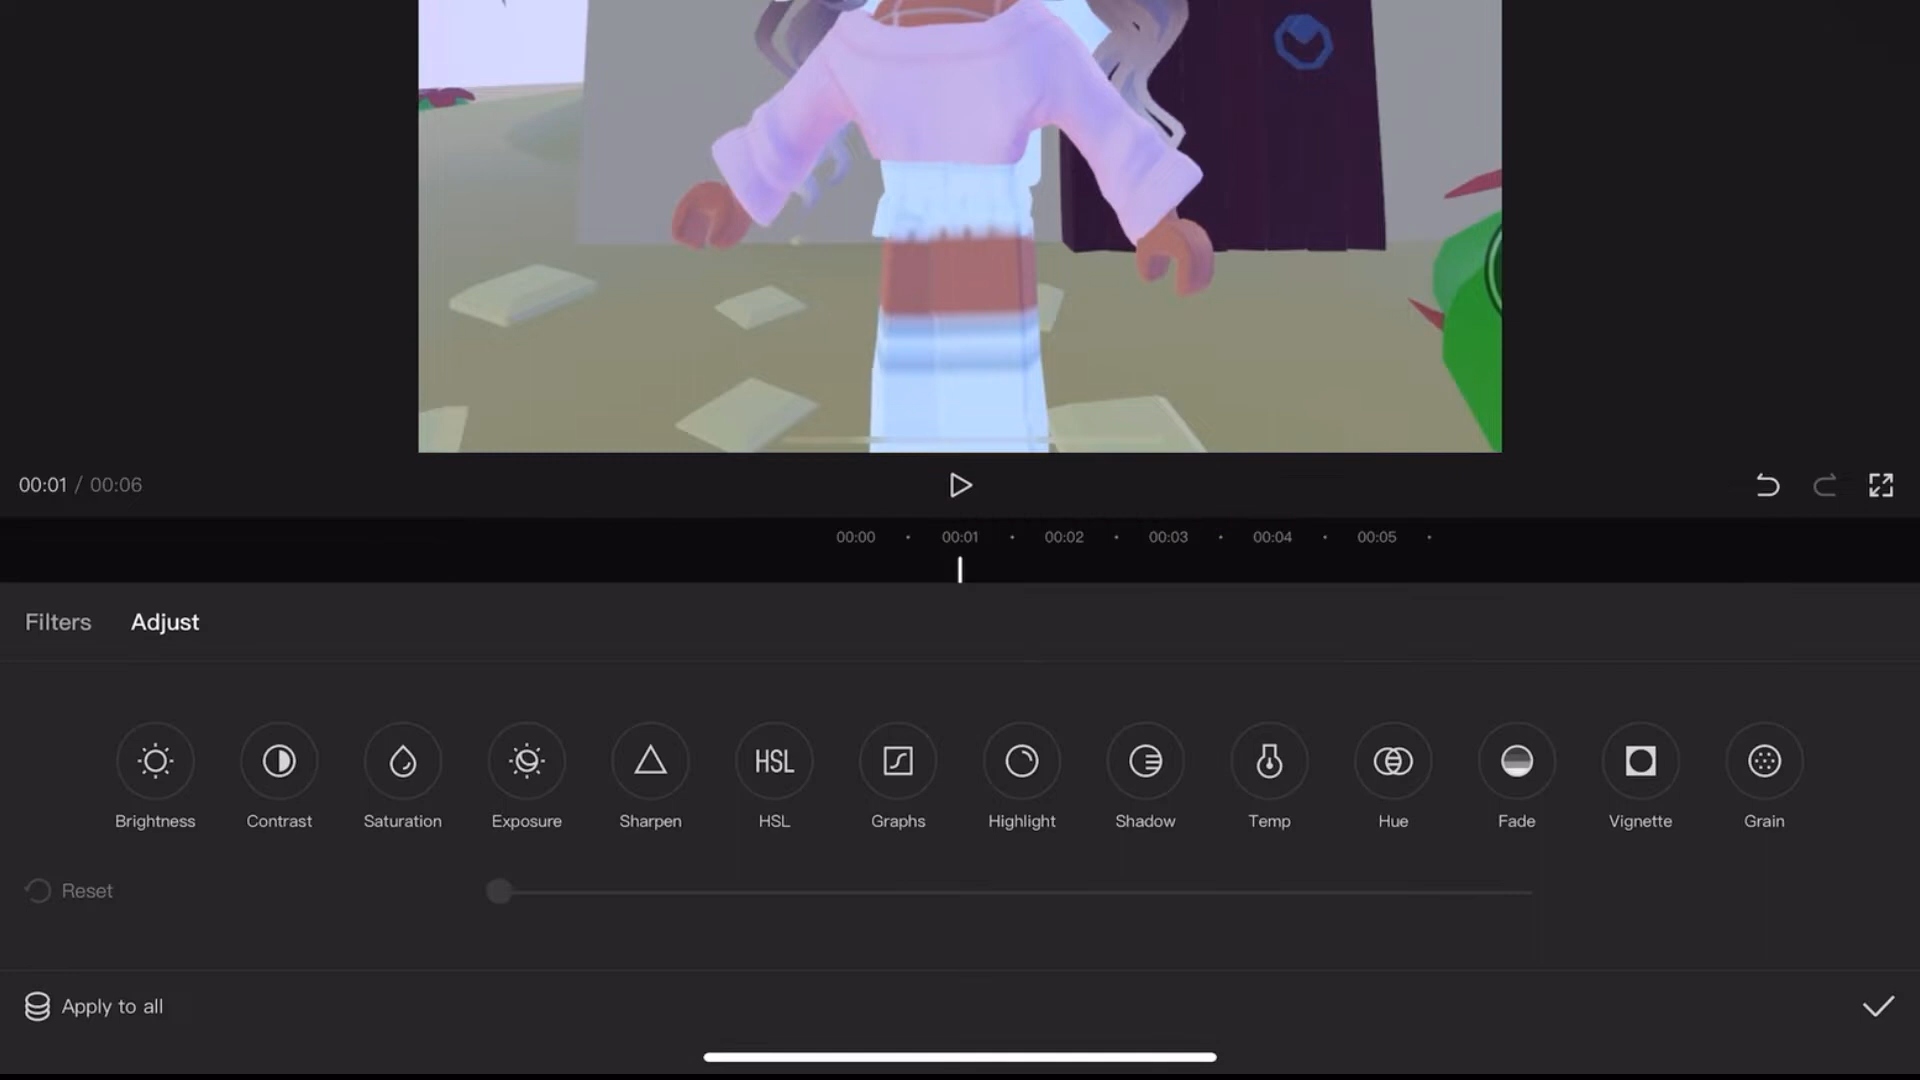 00:01 / 00:06
00:00 00:01 00:02 00:03 00:04 00:05
Filters Adjust
HSL
Brightness Contrast Saturation Exposure Sharpen HSL Graphs Highlight Shadow Temp Hue Fade Vignette Grain
Reset
Apply to all